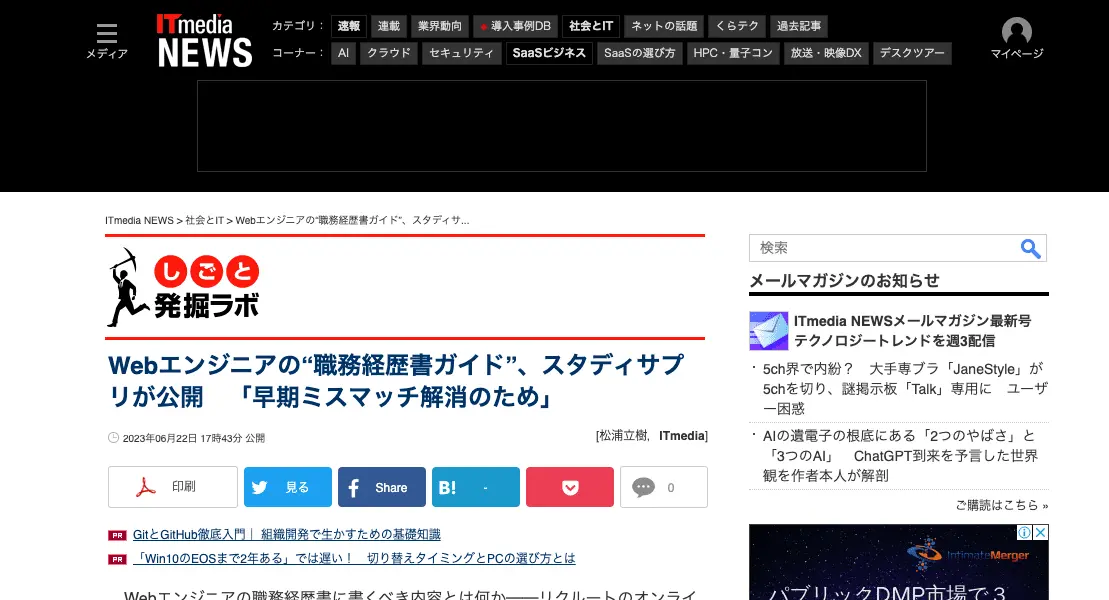 メディア
ITmedia NEWS
カテゴリ： 速報 連載 業界動向 導入事例DB 社会とIT ネットの話題 くらテク 過去記事
コーナー： AI クラウド セキュリティ SaaSビジネス SaaSの選び方 HPC・量子コン 放送・映像DX デスクツアー
マイページ
ITmedia NEWS > 社会とIT > Webエンジニアの“職務経歴書ガイド”、スタディサ...
しごと
発掘ラボ
Webエンジニアの“職務経歴書ガイド”、スタディサプ
リが公開　「早期ミスマッチ解消のため」
2023年06月22日 17時43分 公開
[松浦立樹, ITmedia]
印刷
見る
Share
B! -
0
PR GitとGitHub徹底入門｜ 組織開発で生かすための基礎知識
PR 「Win10のEOSまで2年ある」では遅い！　切り替えタイミングとPCの選び方とは
Webエンジニアの職務経歴書に書くべき内容とは何か――リクルートのオンライ
検索
メールマガジンのお知らせ
ITmedia NEWSメールマガジン最新号
テクノロジートレンドを週3配信
・5ch界で内紛？　大手専ブラ「JaneStyle」が
5chを切り、謎掲示板「Talk」専用に　ユーザ
ー困惑
・AIの遺電子の根底にある「2つのやばさ」と
「3つのAI」　ChatGPT到来を予言した世界
観を作者本人が解剖
ご購読はこちら »
IntimateMerger
パブリックDMP市場で３